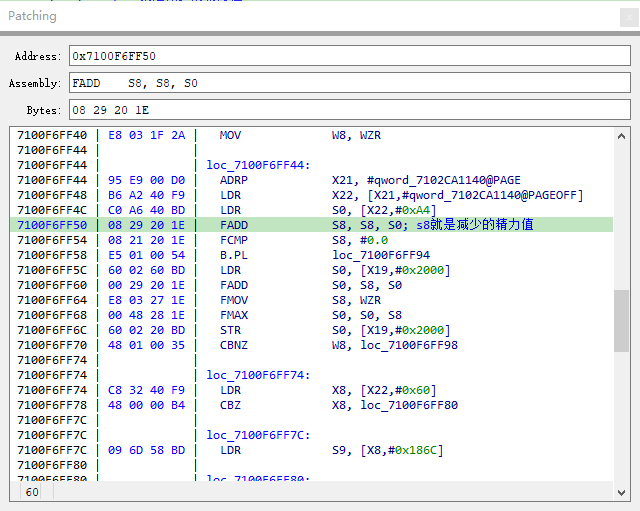 Patching
x
Address: 0x7100F6FF50
Assembly: FADD S8, S8, S0
Bytes: 08 29 20 1E
7100F6FF40 | E8 03 1F 2A | MOV W8, WZR
7100F6FF44 | |
7100F6FF44 | | loc_7100F6FF44:
7100F6FF44 | 95 E9 00 D0 | ADRP X21, #qword_7102CA1140@PAGE
7100F6FF48 | B6 A2 40 F9 | LDR X22, [X21,#qword_7102CA1140@PAGEOFF]
7100F6FF4C | C0 A6 40 BD | LDR S0, [X22,#0xA4]
7100F6FF50 | 08 29 20 1E | FADD S8, S8, S0; s8就是减少的精力值
7100F6FF54 | 08 21 20 1E | FCMP S8, #0.0
7100F6FF58 | E5 01 00 54 | B.PL loc_7100F6FF94
7100F6FF5C | 60 02 60 BD | LDR S0, [X19,#0x2000]
7100F6FF60 | 00 29 20 1E | FADD S0, S8, S0
7100F6FF64 | E8 03 27 1E | FMOV S8, WZR
7100F6FF68 | 00 48 28 1E | FMAX S0, S0, S8
7100F6FF6C | 60 02 20 BD | STR S0, [X19,#0x2000]
7100F6FF70 | 48 01 00 35 | CBNZ W8, loc_7100F6FF98
7100F6FF74 | |
7100F6FF74 | | loc_7100F6FF74:
7100F6FF74 | C8 32 40 F9 | LDR X8, [X22,#0x60]
7100F6FF78 | 48 00 00 B4 | CBZ X8, loc_7100F6FF80
7100F6FF7C | |
7100F6FF7C | | loc_7100F6FF7C:
7100F6FF7C | 09 6D 58 BD | LDR S9, [X8,#0x186C]
7100F6FF80 | |
7100F6FF80 | | loc_7100F6FF80:
60